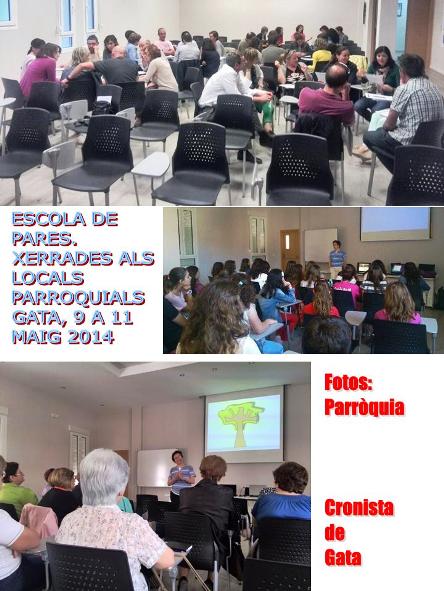 ESCOLA DE
PARES.
XERRADES ALS
LOCALS
PARROQUIALS
GATA, 9 A 11
MAIG 2014
Fotos:
Parròquia
Cronista
de
Gata